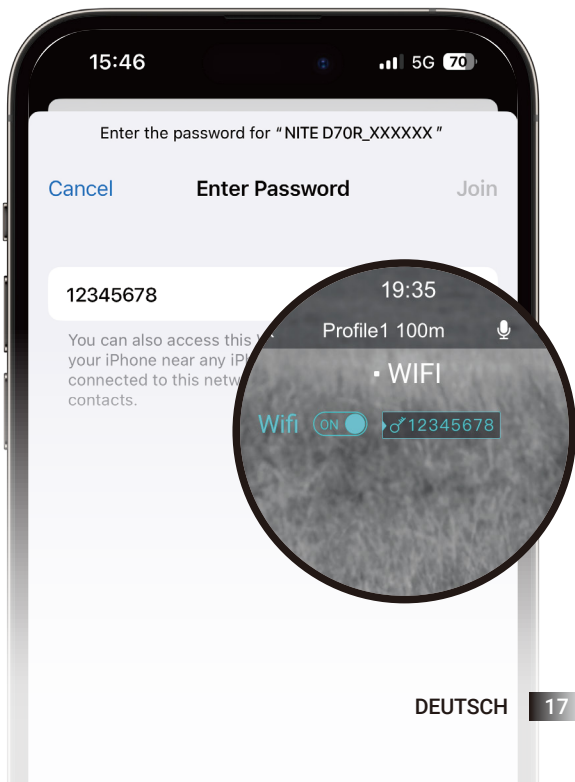 15:46
5G 70
Enter the password for “NITE D70R_XXXXXX”
Cancel Enter Password Join
12345678
You can also access this
your iPhone near any
connected to this
contacts.
19:35
Profile1 100m
▪ WIFI
Wifi ON 12345678
DEUTSCH 17